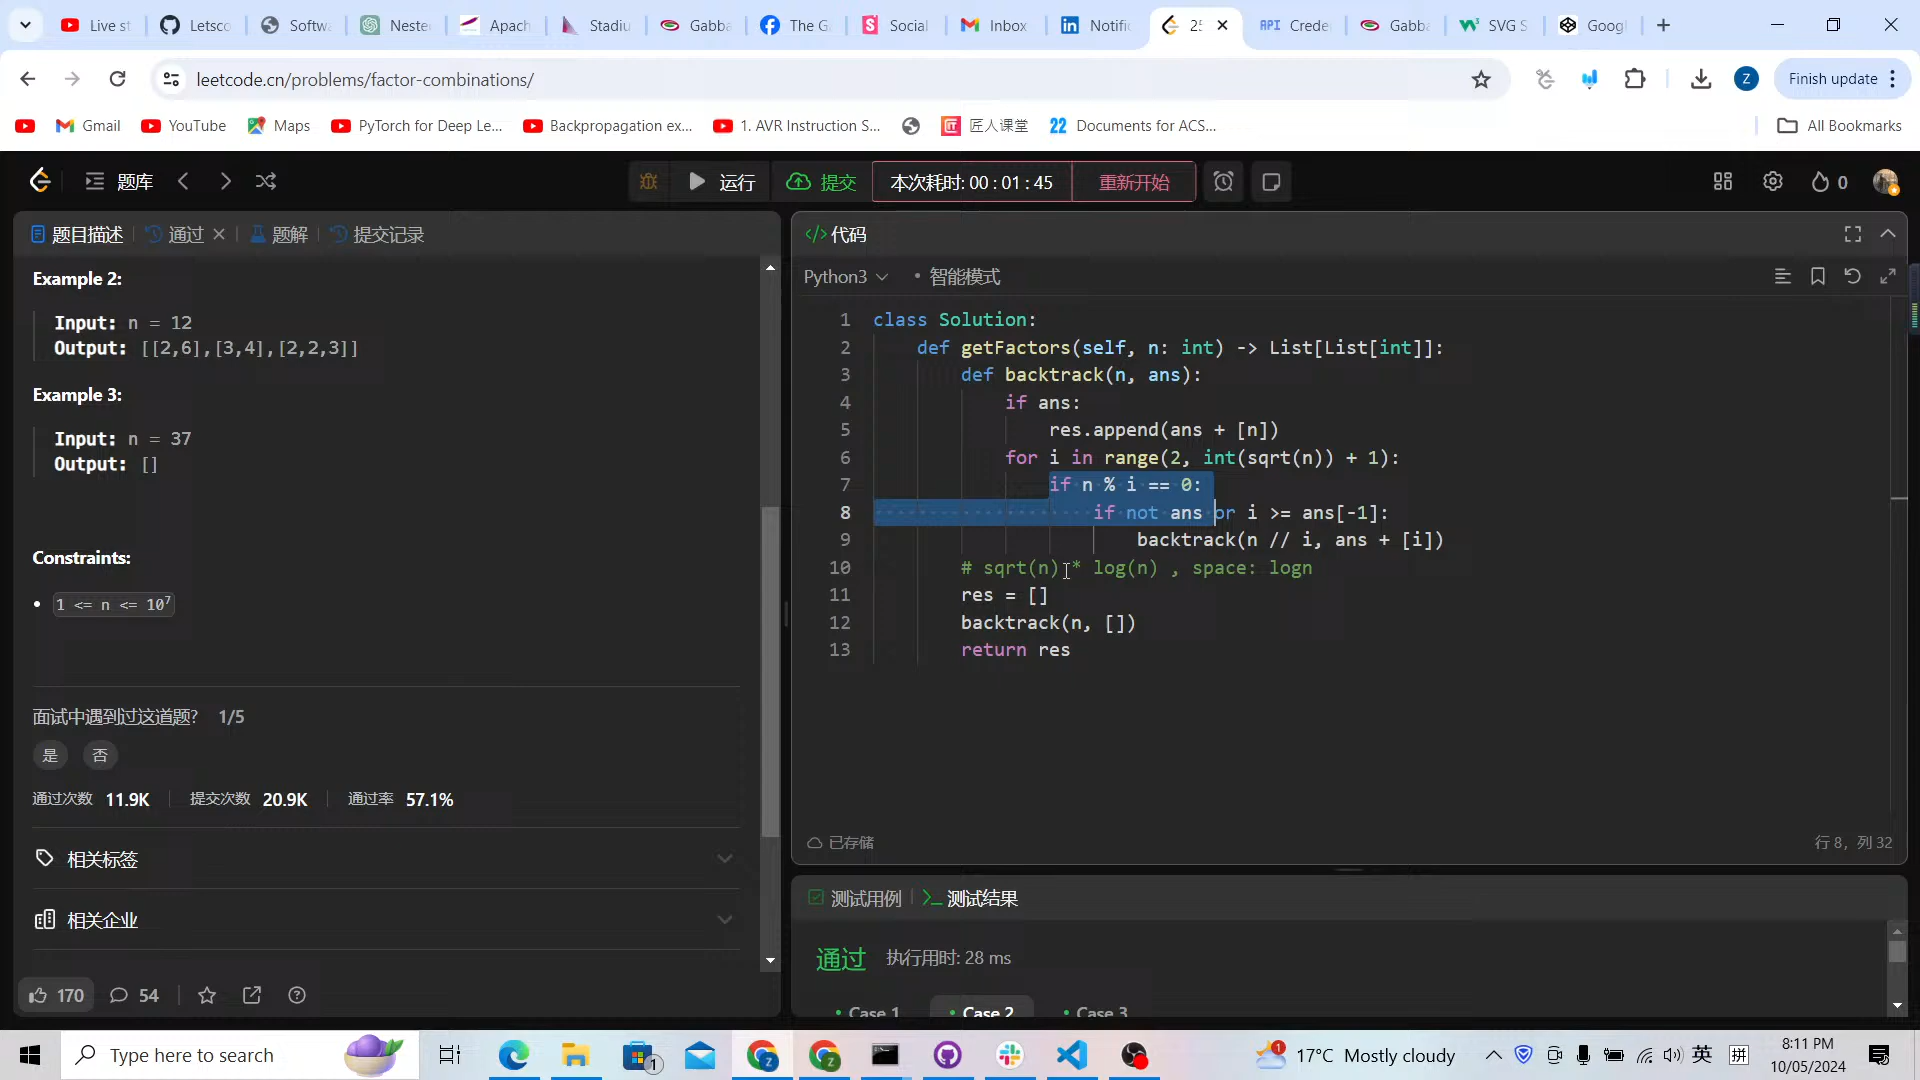 Live st
Letsco
Softwa
Neste
Apach
Stadiu
Gabba
The G
Social
Inbox
Notifi
25
API Crede
Gabba
SVG S
Goog
leetcode.cn/problems/factor-combinations/
Z
Finish update
Gmail
YouTube
Maps
PyTorch for Deep Le...
Backpropagation ex...
1. AVR Instruction S...
匠人课堂
22 Documents for ACS...
All Bookmarks
题库
运行
提交
本次耗时: 00 : 01 : 45
重新开始
0
题目描述
通过
题解
提交记录
Example 2:
Input: n = 12
Output: [[2,6],[3,4],[2,2,3]]
Example 3:
Input: n = 37
Output: []
Constraints:
1 <= n <= 10⁷
面试中遇到过这道题? 1/5
是 否
通过次数 11.9K 提交次数 20.9K 通过率 57.1%
相关标签
相关企业
170 54
</> 代码
Python3 • 智能模式
1 class Solution:
2 def getFactors(self, n: int) -> List[List[int]]:
3 def backtrack(n, ans):
4 if ans:
5 res.append(ans + [n])
6 for i in range(2, int(sqrt(n)) + 1):
7 if n % i == 0:
8 if not ans or i >= ans[-1]:
9 backtrack(n // i, ans + [i])
10 # sqrt(n) * log(n) , space: logn
11 res = []
12 backtrack(n, [])
13 return res
已存储
行 8, 列 32
测试用例
测试结果
通过 执行用时: 28 ms
Case 1
Case 2
Case 3
Type here to search
1
1
17°C Mostly cloudy
英
拼
8:11 PM
10/05/2024